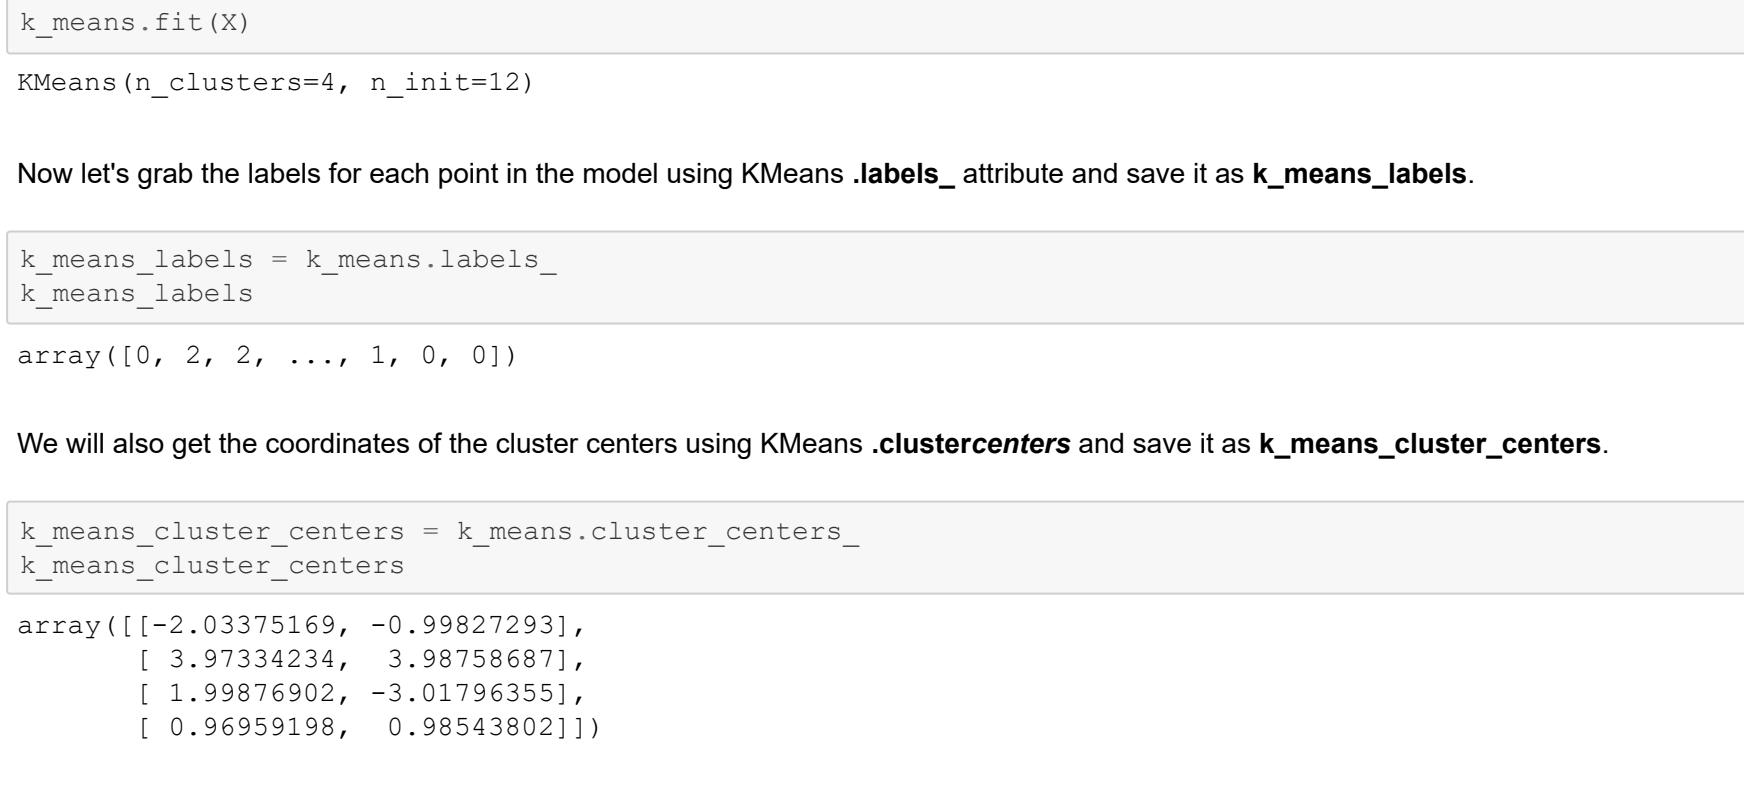 k_means.fit(X)
KMeans(n_clusters=4, n_init=12)
Now let's grab the labels for each point in the model using KMeans .labels_ attribute and save it as k_means_labels.
k_means_labels = k_means.labels_
k_means_labels
array([0, 2, 2, ..., 1, 0, 0])
We will also get the coordinates of the cluster centers using KMeans .clustercenters and save it as k_means_cluster_centers.
k_means_cluster_centers = k_means.cluster_centers_
k_means_cluster_centers
array([[-2.03375169, -0.99827293],
       [ 3.97334234,  3.98758687],
       [ 1.99876902, -3.01796355],
       [ 0.96959198,  0.98543802]])